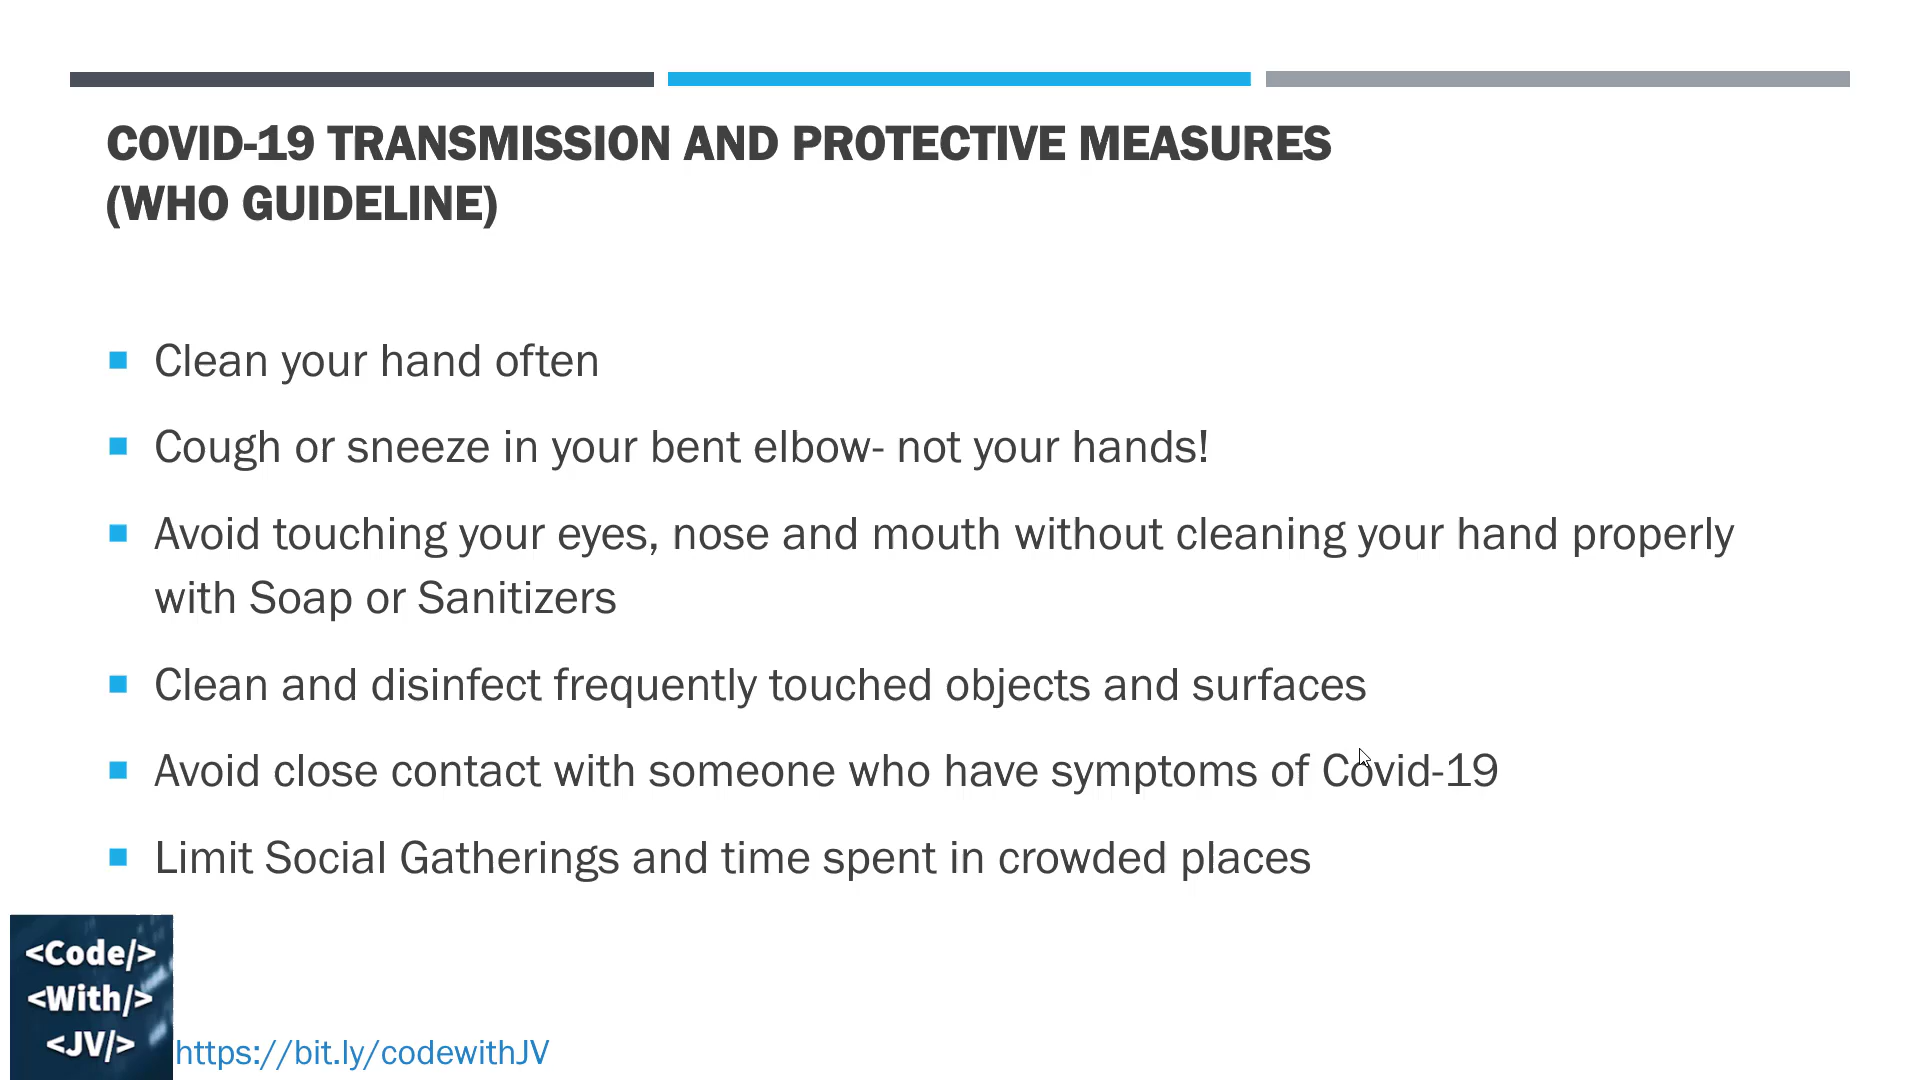 COVID-19 TRANSMISSION AND PROTECTIVE MEASURES
(WHO GUIDELINE)
Clean your hand often
Cough or sneeze in your bent elbow- not your hands!
Avoid touching your eyes, nose and mouth without cleaning your hand properly
with Soap or Sanitizers
Clean and disinfect frequently touched objects and surfaces
Avoid close contact with someone who have symptoms of Covid-19
Limit Social Gatherings and time spent in crowded places
<Code/>
<With/>
<JV/>
https://bit.ly/codewithJV